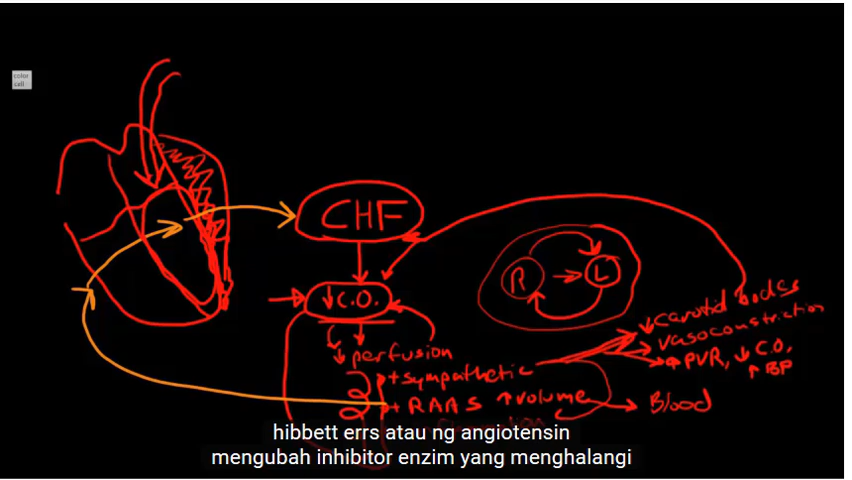 color
cell
CHF
↓ C.O.
R → L
↓ perfusion
+ sympathetic
+ RAAS ↑ volume → Blood
↓ carotid bodies
vasoconstriction
↑ PVR, ↓ C.O.
↑ BP
hibbett errs atau ng angiotensin
mengubah inhibitor enzim yang menghalangi